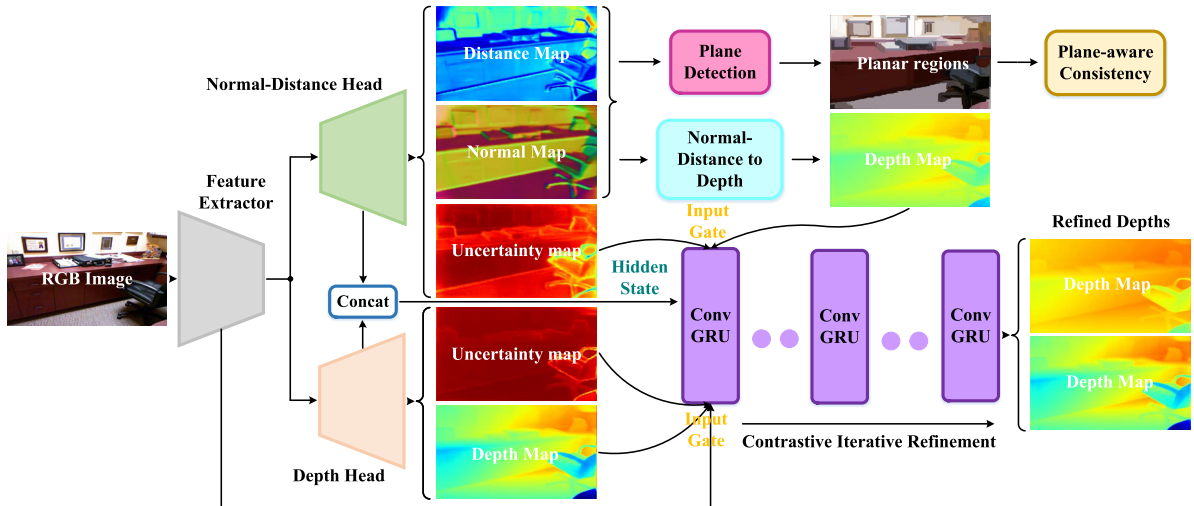 Distance Map
Plane
Detection
Planar regions
Plane-aware
Consistency
Normal-Distance Head
Normal Map
Normal-
Distance to
Depth
Depth Map
Feature
Extractor
Uncertainty map
Input
Gate
Refined Depths
RGB Image
Hidden
State
Concat
Conv
GRU
Conv
GRU
Conv
GRU
Depth Map
Uncertainty map
Depth Map
Input
Gate
Contrastive Iterative Refinement
Depth Head
Depth Map